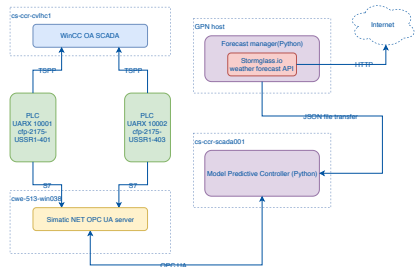 cs-ccr-cvihc1
WinCC OA SCADA
TSPP
TSPP
PLC
UARX 10001
cfp-2175-
USSR1-401
PLC
UARX 10002
cfp-2175-
USSR1-403
S7
S7
cwe-513-win038
Simatic NET OPC UA server
OPC UA
GPN host
Forecast manager(Python)
Stormglass.io
weather forecast API
Internet
HTTP
JSON file transfer
cs-ccr-scada001
Model Predictive Controller (Python)